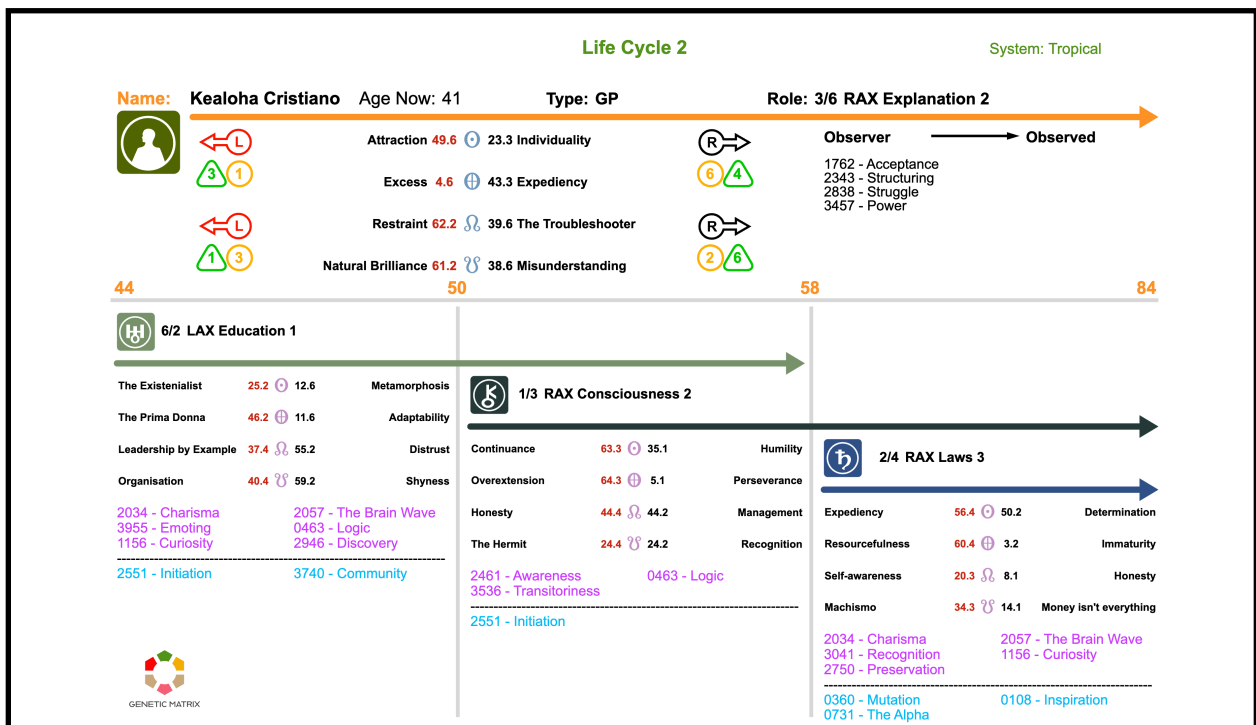 Life Cycle 2
System: Tropical
Name: Kealoha Cristiano Age Now: 41 Type: GP Role: 3/6 RAX Explanation 2
L
3 1
L
1 3
Attraction 49.6 23.3 Individuality
Excess 4.6 43.3 Expediency
Restraint 62.2 39.6 The Troubleshooter
Natural Brilliance 61.2 38.6 Misunderstanding
R
6 4
R
2 6
Observer Observed
1762 - Acceptance
2343 - Structuring
2838 - Struggle
3457 - Power
44 50 58 84
6/2 LAX Education 1
The Existenialist 25.2 12.6 Metamorphosis
The Prima Donna 46.2 11.6 Adaptability
Leadership by Example 37.4 55.2 Distrust
Organisation 40.4 59.2 Shyness
2034 - Charisma 2057 - The Brain Wave
3955 - Emoting 0463 - Logic
1156 - Curiosity 2946 - Discovery
2551 - Initiation 3740 - Community
1/3 RAX Consciousness 2
Continuance 63.3 35.1 Humility
Overextension 64.3 5.1 Perseverance
Honesty 44.4 44.2 Management
The Hermit 24.4 24.2 Recognition
2461 - Awareness 0463 - Logic
3536 - Transitoriness
2551 - Initiation
2/4 RAX Laws 3
Expediency 56.4 50.2 Determination
Resourcefulness 60.4 3.2 Immaturity
Self-awareness 20.3 8.1 Honesty
Machismo 34.3 14.1 Money isn't everything
2034 - Charisma 2057 - The Brain Wave
3041 - Recognition 1156 - Curiosity
2750 - Preservation
0360 - Mutation 0108 - Inspiration
0731 - The Alpha
GENETIC MATRIX